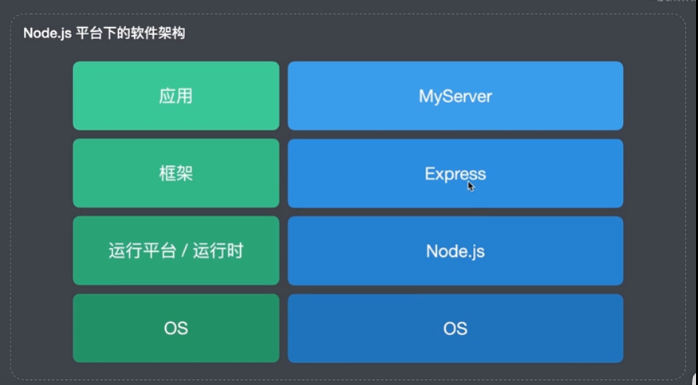 Node.js 平台下的软件架构
应用
MyServer
框架
Express
运行平台 / 运行时
Node.js
OS
OS